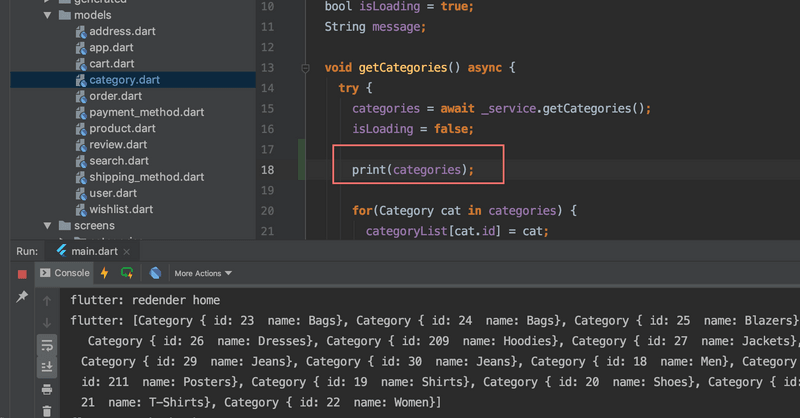 models
address.dart
app.dart
cart.dart
category.dart
order.dart
payment_method.dart
product.dart
review.dart
search.dart
shipping_method.dart
user.dart
wishlist.dart
screens
10 bool isLoading = true;
11 String message;
12
13 void getCategories() async {
14 try {
15 categories = await _service.getCategories();
16 isLoading = false;
17
18 print(categories);
19
20 for(Category cat in categories) {
21 categoryList[cat.id] = cat;
Run: main.dart ×
Console More Actions
flutter: redender home
flutter: [Category { id: 23 name: Bags}, Category { id: 24 name: Bags}, Category { id: 25 name: Blazers}
Category { id: 26 name: Dresses}, Category { id: 209 name: Hoodies}, Category { id: 27 name: Jackets},
Category { id: 29 name: Jeans}, Category { id: 30 name: Jeans}, Category { id: 18 name: Men}, Category
id: 211 name: Posters}, Category { id: 19 name: Shirts}, Category { id: 20 name: Shoes}, Category { id:
21 name: T-Shirts}, Category { id: 22 name: Women}]